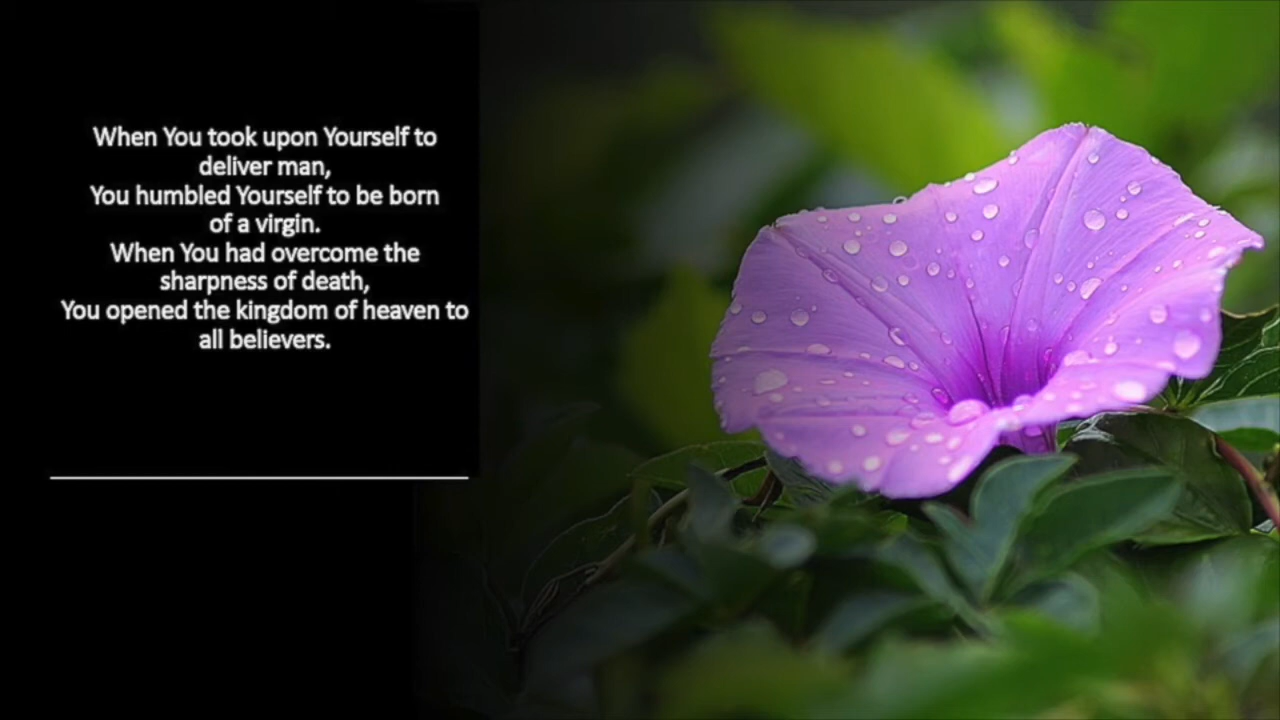 When You took upon Yourself to
deliver man,
You humbled Yourself to be born
of a virgin.
When You had overcome the
sharpness of death,
You opened the kingdom of heaven to
all believers.